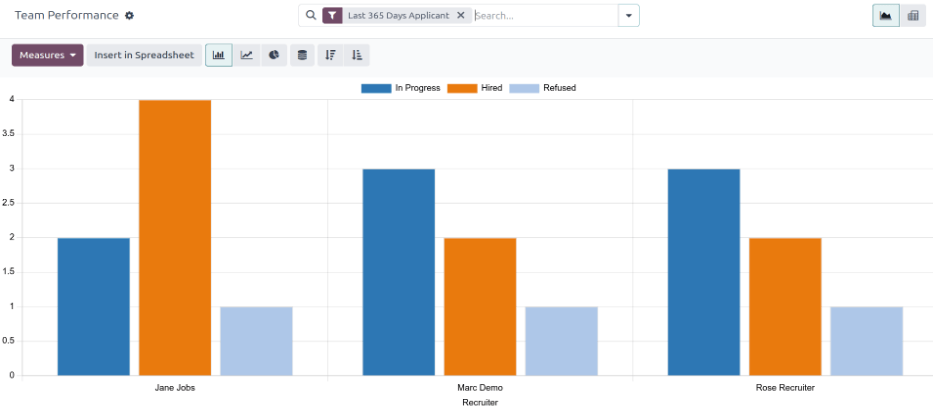 Team Performance
Last 365 Days Applicant
Search...
Measures
Insert in Spreadsheet
In Progress Hired Refused
4
3.5
3
2.5
2
1.5
1
0.5
0
Jane Jobs Marc Demo Rose Recruiter
Recruiter